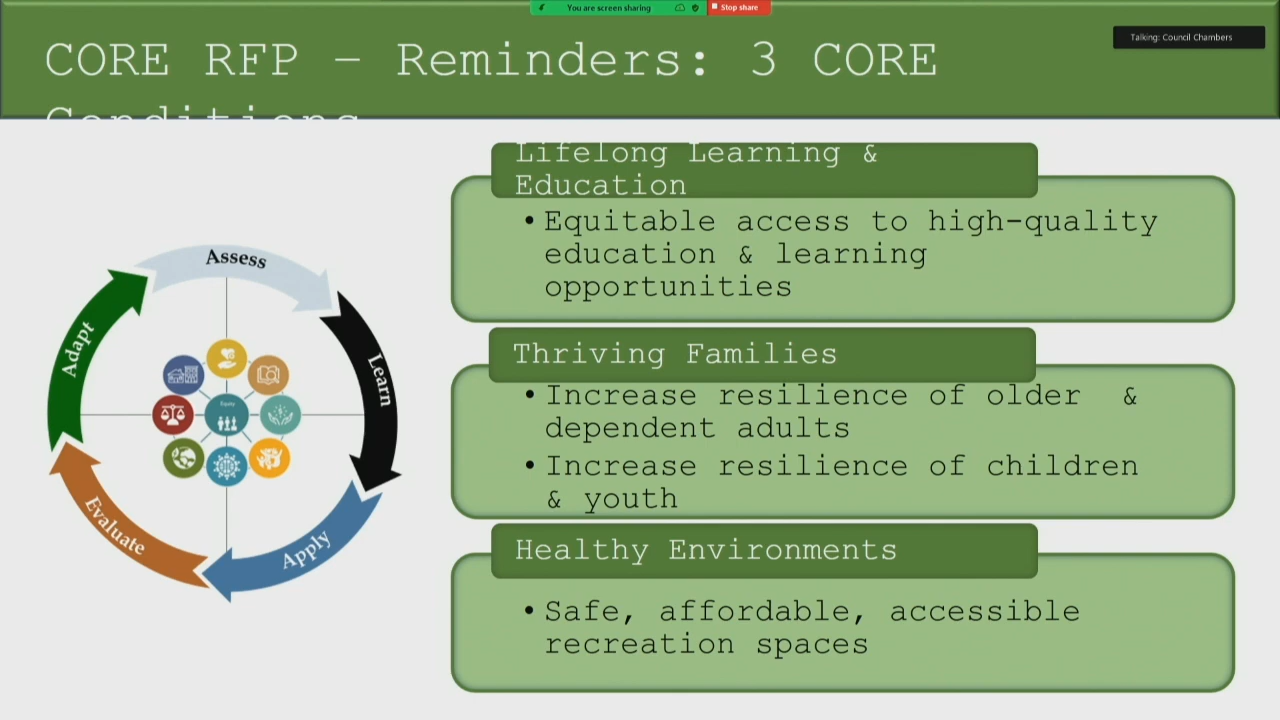 You are screen sharing
Stop share
Talking: Council Chambers
CORE RFP – Reminders: 3 CORE
Conditions
Lifelong Learning &
Education
• Equitable access to high-quality
education & learning
opportunities
Thriving Families
• Increase resilience of older &
dependent adults
• Increase resilience of children
& youth
Healthy Environments
• Safe, affordable, accessible
recreation spaces
Assess
Learn
Apply
Evaluate
Adapt
Equity